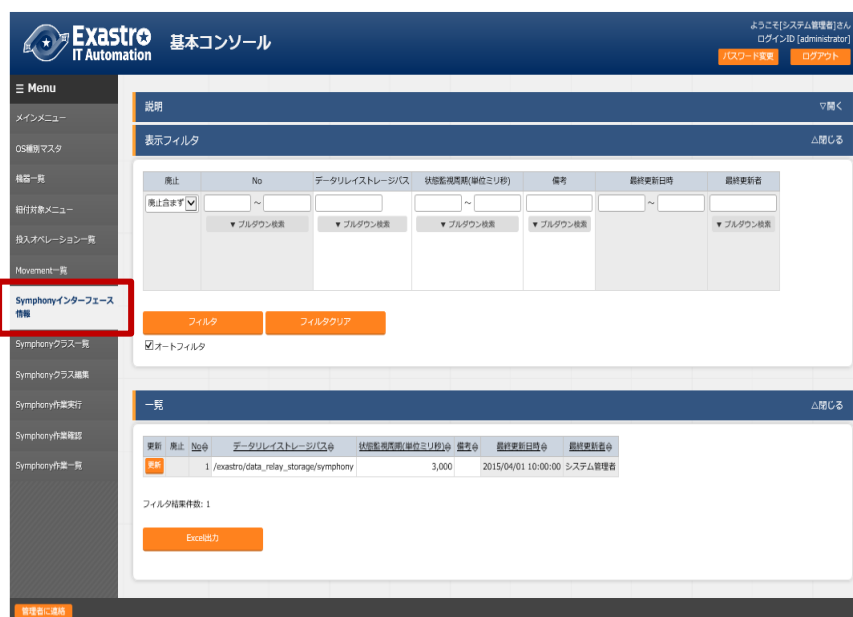 ようこそ[システム管理者]さん
ログインID [administrator]
Exastro
IT Automation
基本コンソール
パスワード変更 ログアウト
Menu
メインメニュー
OS種別マスタ
機器一覧
紐付対象メニュー
投入オペレーション一覧
Movement一覧
Symphonyインターフェース
情報
Symphonyクラス一覧
Symphonyクラス編集
Symphony作業実行
Symphony作業確認
Symphony作業一覧
説明 ▽開く
表示フィルタ △閉じる
廃止 No データリレイストレージパス 状態監視周期(単位ミリ秒) 備考 最終更新日時 最終更新者
廃止含まず ～ ～ ～
▼ プルダウン検索 ▼ プルダウン検索 ▼ プルダウン検索 ▼ プルダウン検索 ▼ プルダウン検索
フィルタ フィルタクリア
オートフィルタ
一覧 △閉じる
更新 廃止 No データリレイストレージパス 状態監視周期(単位ミリ秒) 備考 最終更新日時 最終更新者
更新 1 /exastro/data_relay_storage/symphony 3,000 2015/04/01 10:00:00 システム管理者
フィルタ結果件数: 1
Excel出力
管理者に連絡